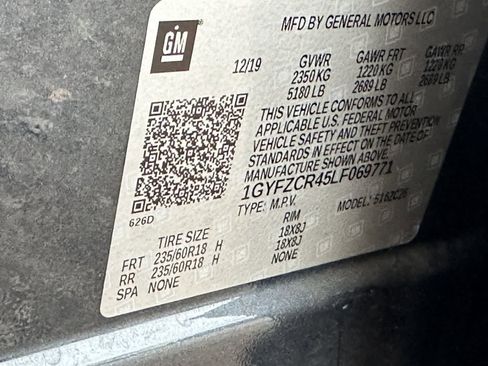 GM
MFD BY GENERAL MOTORS LLC
12/19 GVWR GAWR FRT GAWR RR
2350 KG 1220 KG 1220 KG
5180 LB 2689 LB 2689 LB
THIS VEHICLE CONFORMS TO ALL
APPLICABLE U.S. FEDERAL MOTOR
VEHICLE SAFETY AND THEFT PREVENTION
STANDARDS IN EFFECT ON THE DATE OF
MANUFACTURE SHOWN ABOVE.
1GYFZCR45LF069771
626D
TYPE: M.P.V. MODEL: 516ZC26
TIRE SIZE RIM
FRT 235/60R18 H 18X8J
RR 235/60R18 H 18X8J
SPA NONE NONE